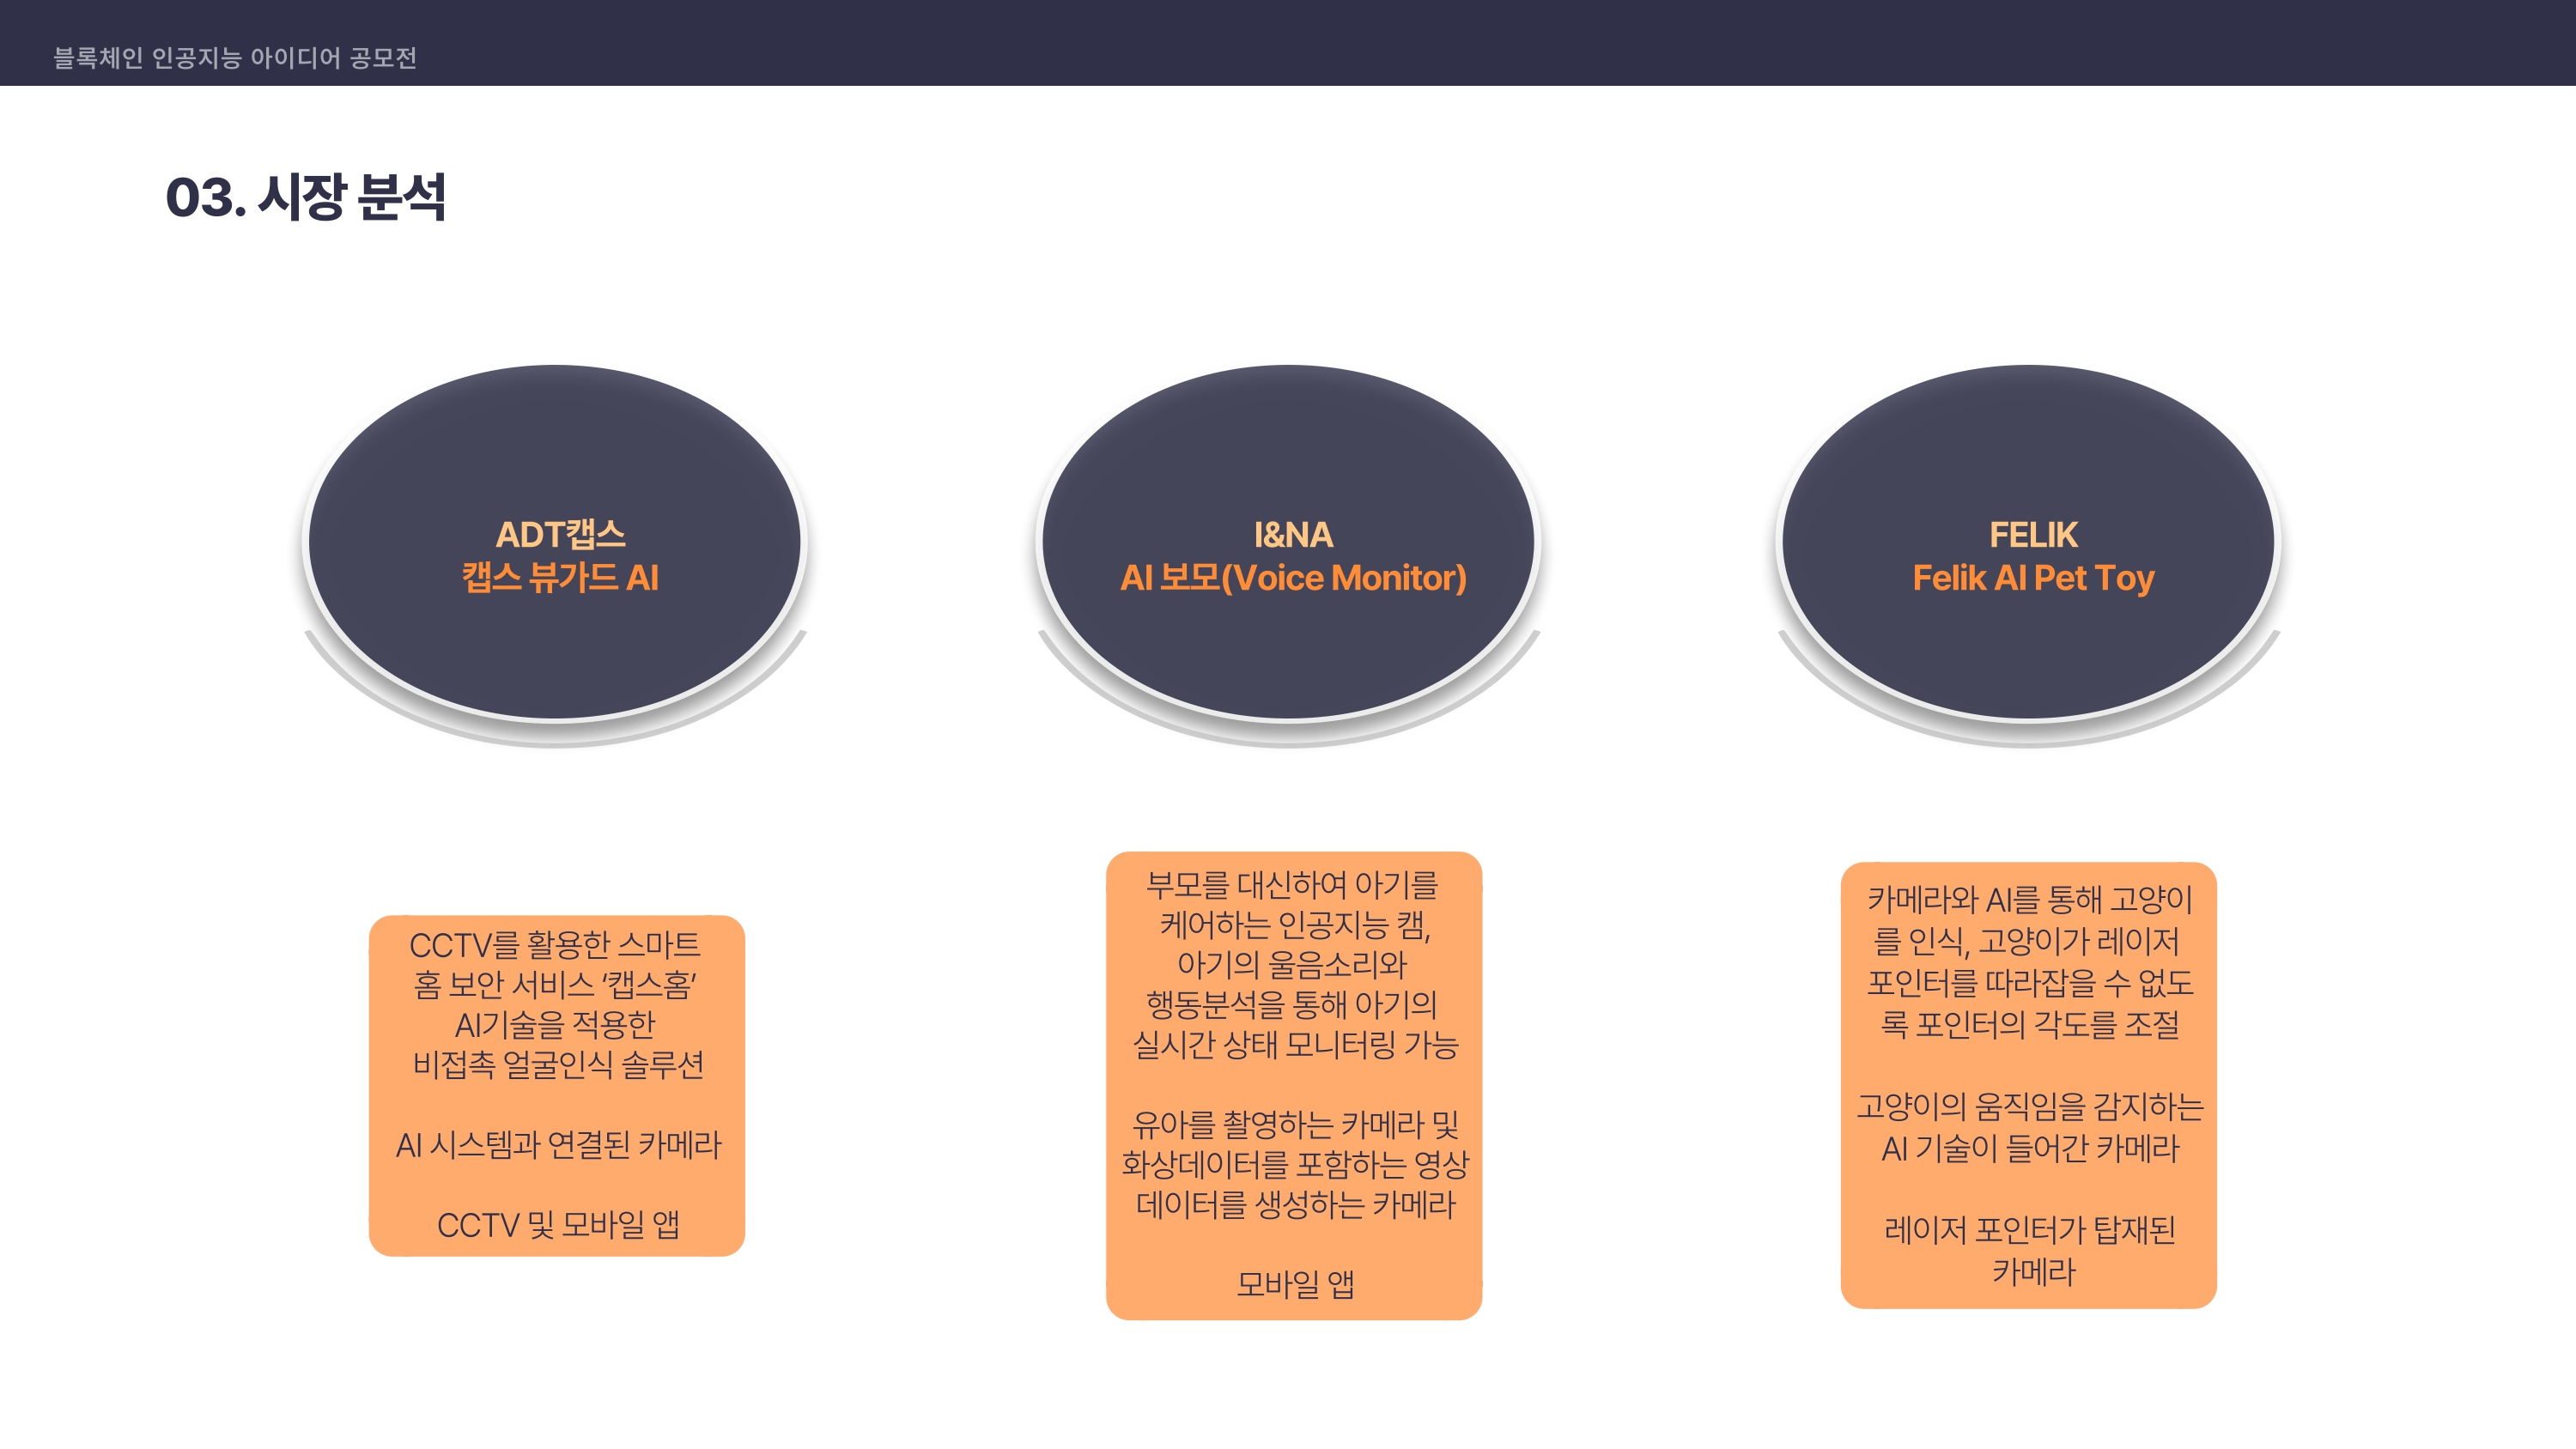 블록체인 인공지능 아이디어 공모전
03. 시장 분석
ADT캡스
캡스 뷰가드 AI
CCTV를 활용한 스마트
홈 보안 서비스 '캡스홈'
AI기술을 적용한
비접촉 얼굴인식 솔루션
AI 시스템과 연결된 카메라
CCTV 및 모바일 앱
I&NA
AI 보모(Voice Monitor)
부모를 대신하여 아기를
케어하는 인공지능 캠,
아기의 울음소리와
행동분석을 통해 아기의
실시간 상태 모니터링 가능
유아를 촬영하는 카메라 및
화상데이터를 포함하는 영상
데이터를 생성하는 카메라
모바일 앱
FELIK
Felik AI Pet Toy
카메라와 AI를 통해 고양이
를 인식, 고양이가 레이저
포인터를 따라잡을 수 없도
록 포인터의 각도를 조절
고양이의 움직임을 감지하는
AI 기술이 들어간 카메라
레이저 포인터가 탑재된
카메라